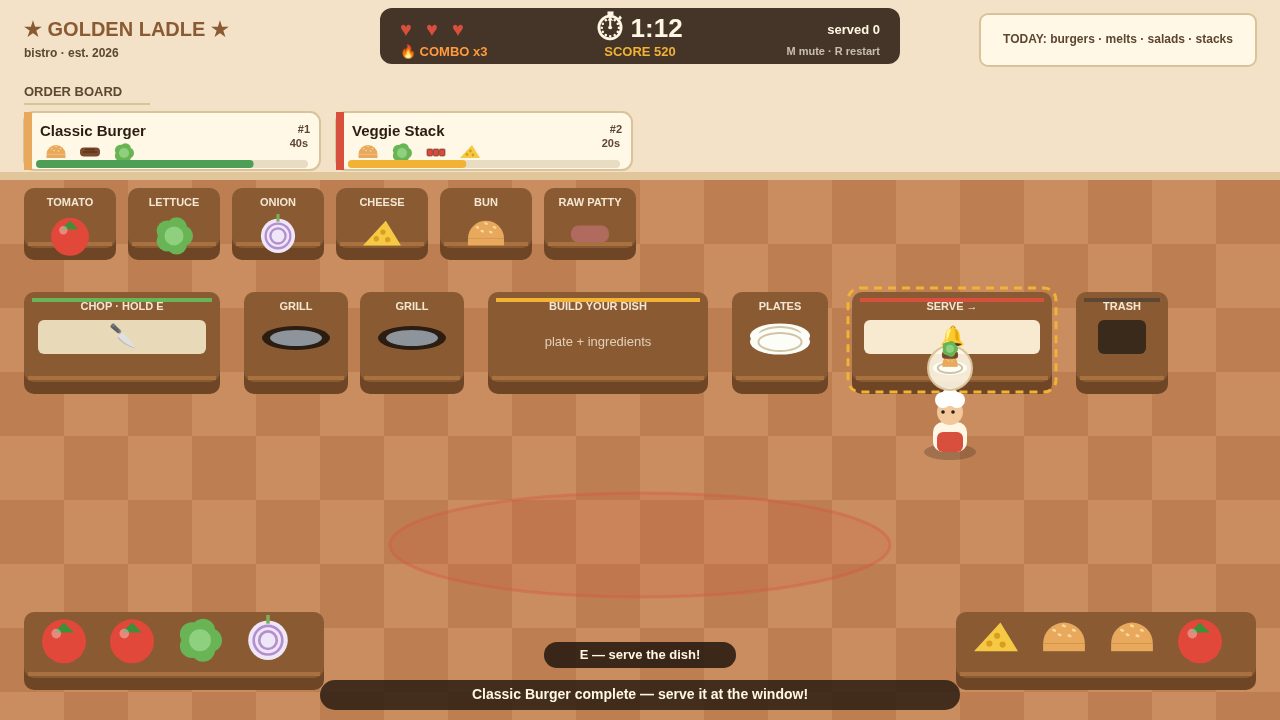 ★ GOLDEN LADLE ★
bistro · est. 2026
🔥 COMBO x3
1:12
SCORE 520
served 0
M mute · R restart
TODAY: burgers · melts · salads · stacks
ORDER BOARD
Classic Burger
#1
40s
Veggie Stack
#2
20s
TOMATO
LETTUCE
ONION
CHEESE
BUN
RAW PATTY
CHOP · HOLD E
GRILL
GRILL
BUILD YOUR DISH
plate + ingredients
PLATES
SERVE →
TRASH
E — serve the dish!
Classic Burger complete — serve it at the window!